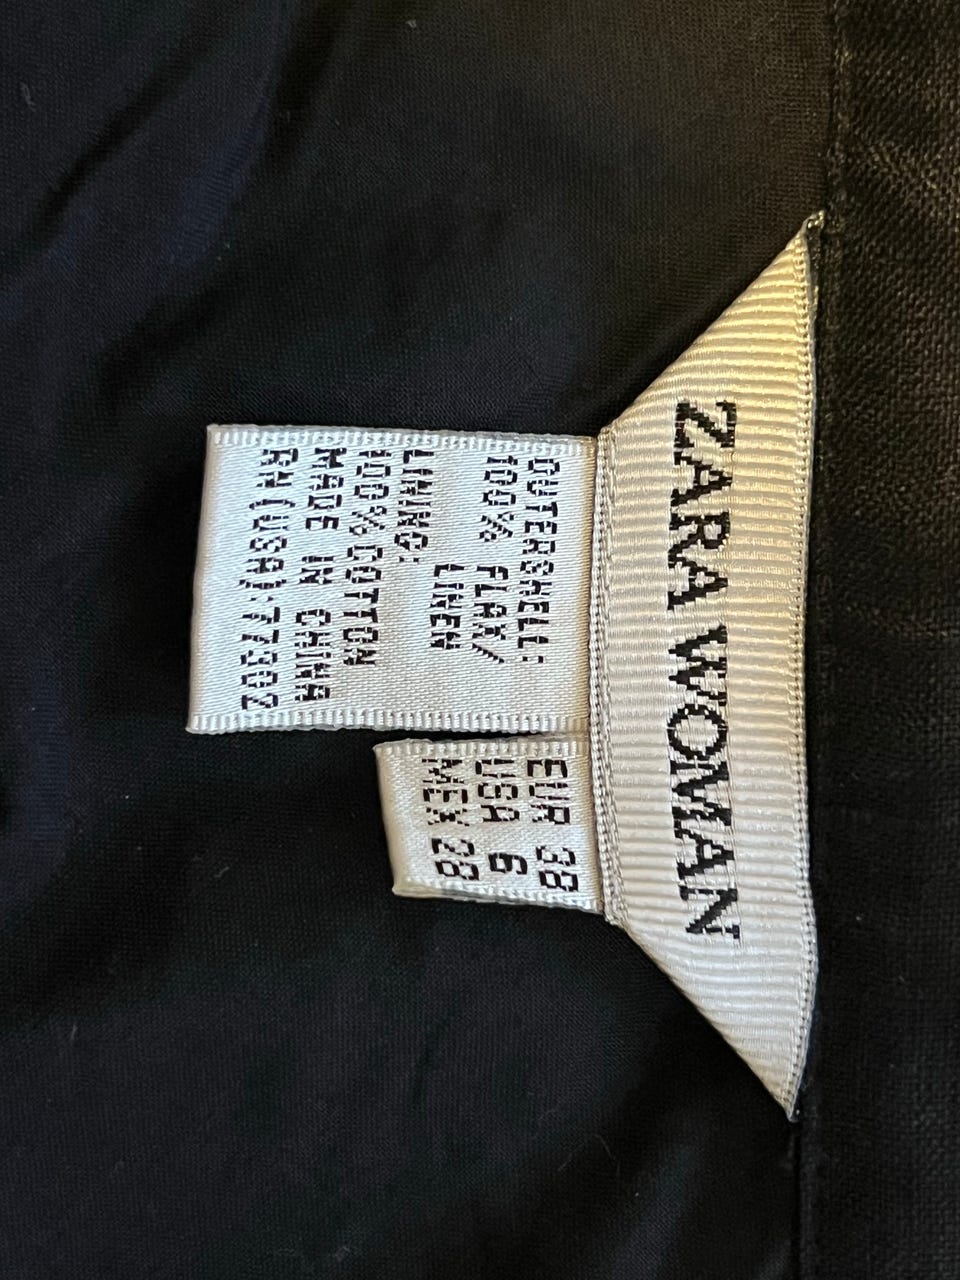 ZARA WOMAN
OUTERSHELL:
100% FLAX/
LINEN
LINING:
100% COTTON
MADE IN CHINA
RN(USA):77302
EUR 38
USA 6
MEX 28